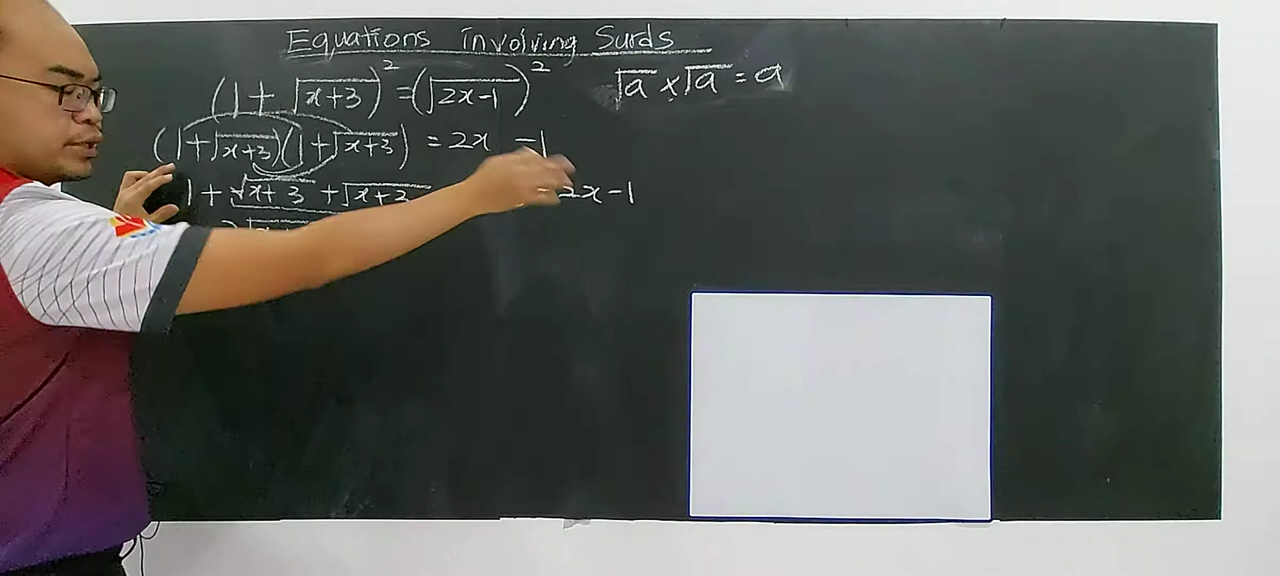 Equations involving Surds
(1 + √x+3)² = (√2x-1)² √a × √a = a
(1+√x+3)(1+√x+3) = 2x -1
1 + √x+3 + √x+3 2x-1
2√